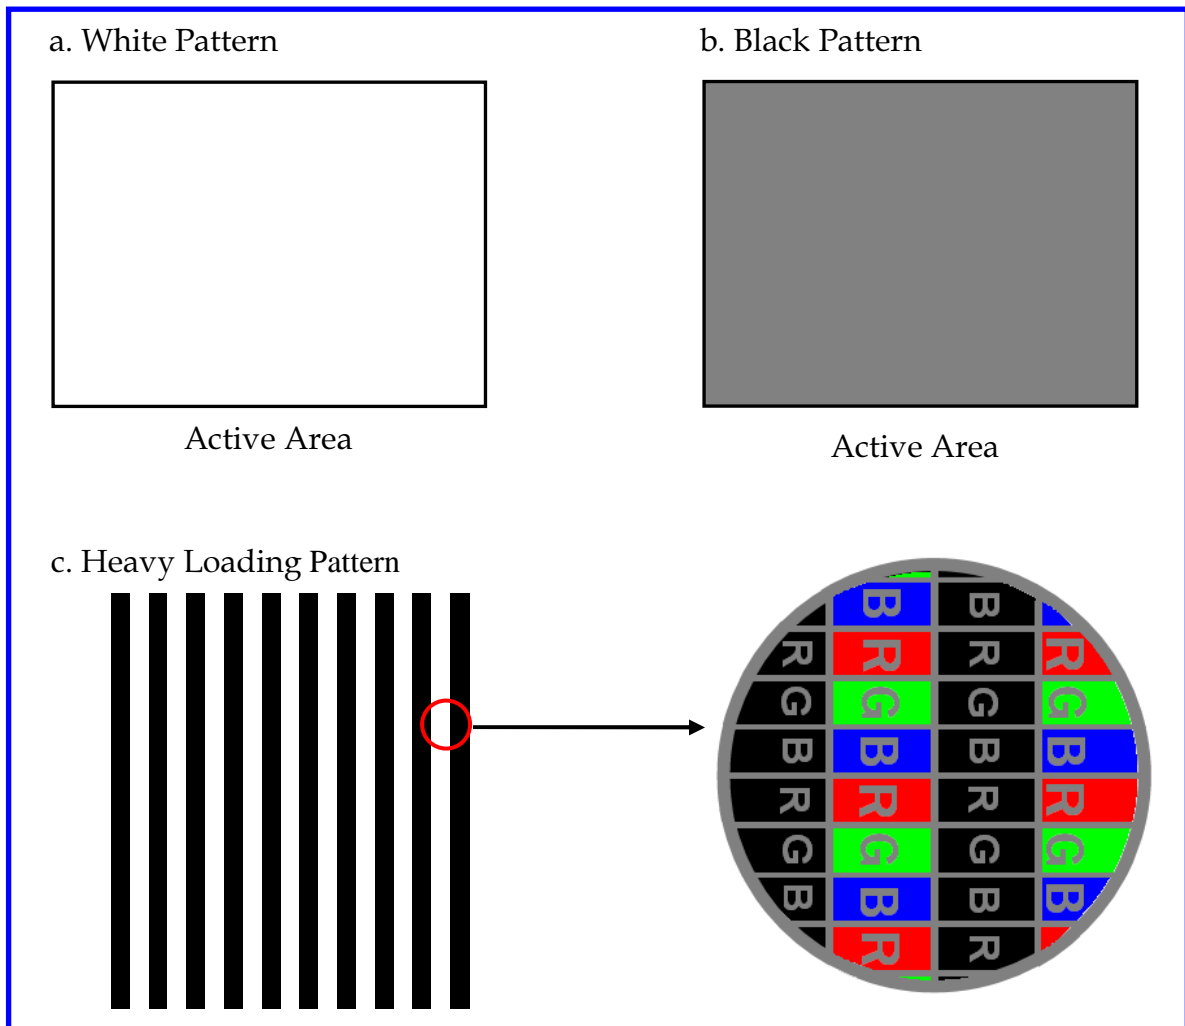 a. White Pattern
b. Black Pattern
Active Area
Active Area
c. Heavy Loading Pattern
B B
R R R R
G G G G
B B B B
R R R R
G G G G
B B B B
R R